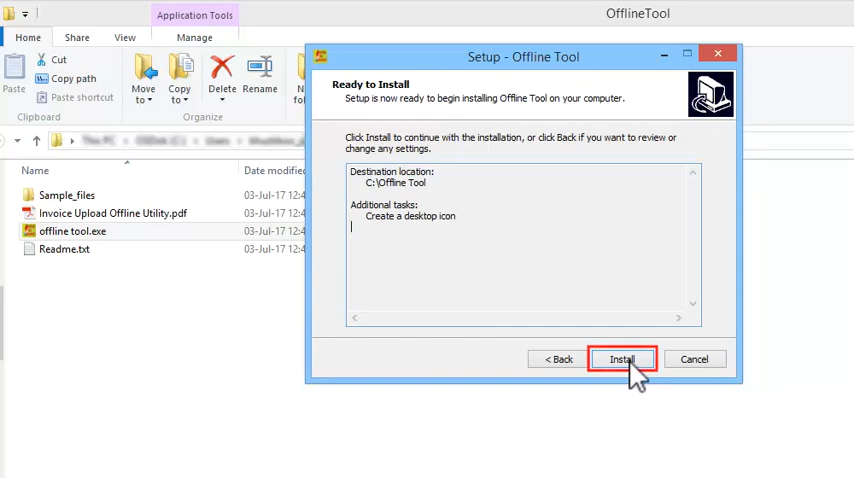 Application Tools
OfflineTool
Home Share View Manage
Cut
Copy path
Paste shortcut
Paste
Clipboard
Move to
Copy to
Delete
Rename
Organize
Name
Date modified
Sample_files 03-Jul-17 12:4
Invoice Upload Offline Utility.pdf 03-Jul-17 12:4
offline tool.exe 03-Jul-17 12:4
Readme.txt 03-Jul-17 12:4
Setup - Offline Tool
Ready to Install
Setup is now ready to begin installing Offline Tool on your computer.
Click Install to continue with the installation, or click Back if you want to review or
change any settings.
Destination location:
C:\Offline Tool
Additional tasks:
Create a desktop icon
< Back Install Cancel